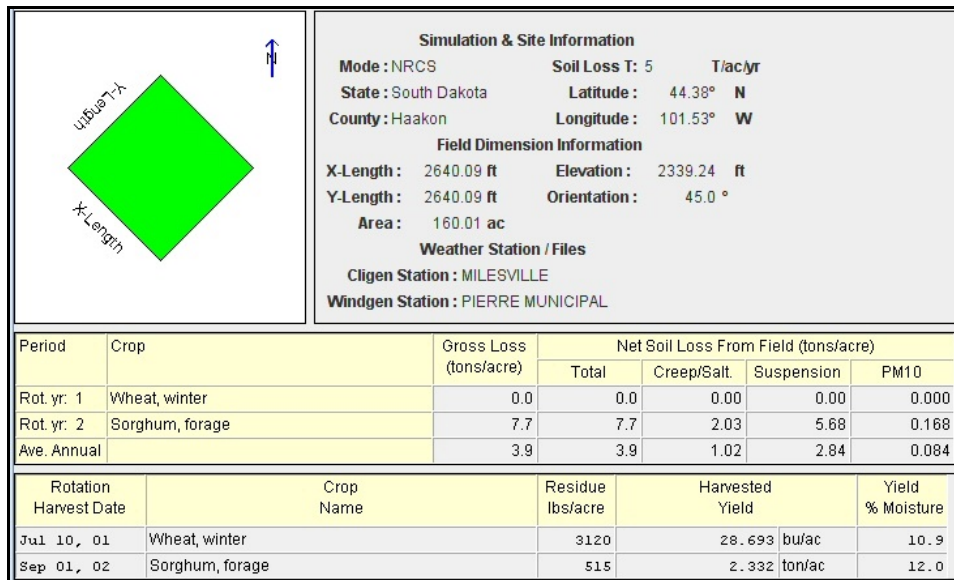 N
Y-Length
X-Length
Simulation & Site Information
Mode : NRCS Soil Loss T: 5 T/ac/yr
State : South Dakota Latitude : 44.38° N
County : Haakon Longitude : 101.53° W
Field Dimension Information
X-Length : 2640.09 ft Elevation : 2339.24 ft
Y-Length : 2640.09 ft Orientation : 45.0 °
Area : 160.01 ac
Weather Station / Files
Cligen Station : MILESVILLE
Windgen Station : PIERRE MUNICIPAL
Period Crop Gross Loss Net Soil Loss From Field (tons/acre)
(tons/acre) Total Creep/Salt. Suspension PM10
Rot. yr: 1 Wheat, winter 0.0 0.0 0.00 0.00 0.000
Rot. yr: 2 Sorghum, forage 7.7 7.7 2.03 5.68 0.168
Ave. Annual 3.9 3.9 1.02 2.84 0.084
Rotation Crop Residue Harvested Yield
Harvest Date Name lbs/acre Yield % Moisture
Jul 10, 01 Wheat, winter 3120 28.693 bu/ac 10.9
Sep 01, 02 Sorghum, forage 515 2.332 ton/ac 12.0